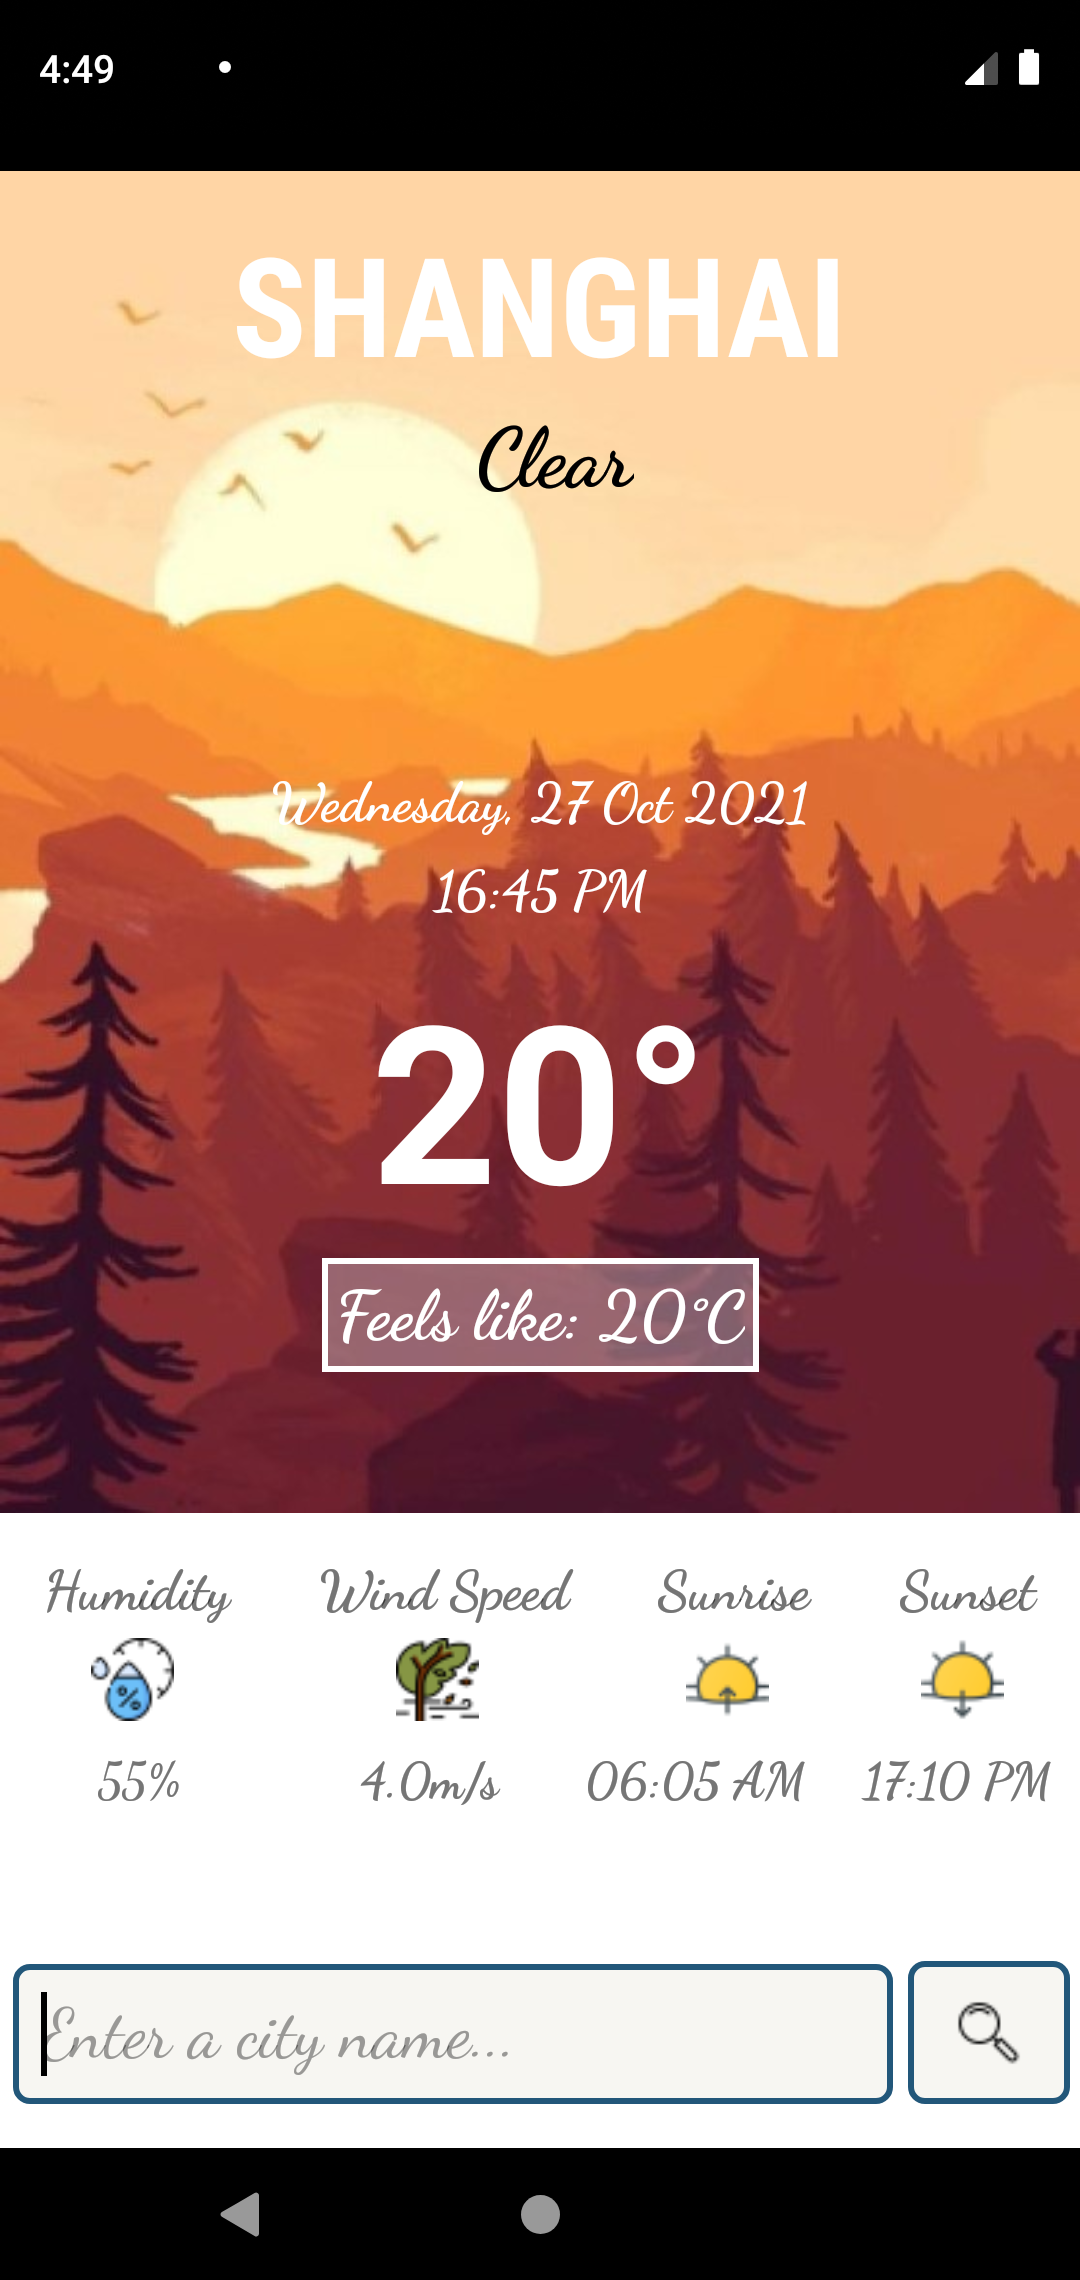 4:49
SHANGHAI
Clear
Wednesday, 27 Oct 2021
16:45 PM
20°
Feels like: 20°C
Humidity Wind Speed Sunrise Sunset
55% 4.0m/s 06:05 AM 17:10 PM
Enter a city name...